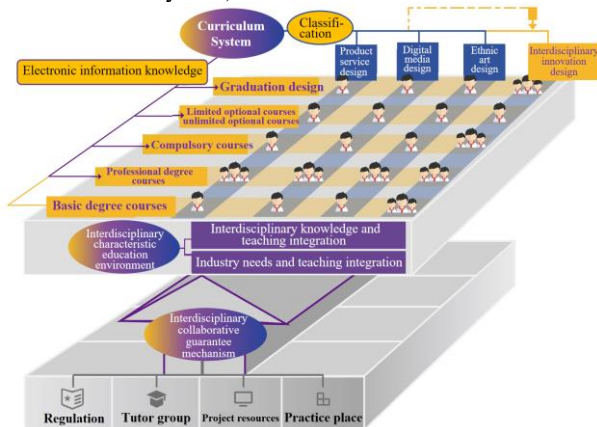 Curriculum
System
Classifi-
cation
Product
service
design
Digital
media
design
Ethnic
art
design
Interdisciplinary
innovation
design
Electronic information knowledge
Graduation design
Limited optional courses
unlimited optional courses
Compulsory courses
Professional degree
courses
Basic degree courses
Interdisciplinary
characteristic
education
environment
Interdisciplinary knowledge and
teaching integration
Industry needs and teaching integration
Interdisciplinary
collaborative
guarantee
mechanism
Regulation
Tutor group
Project resources
Practice place